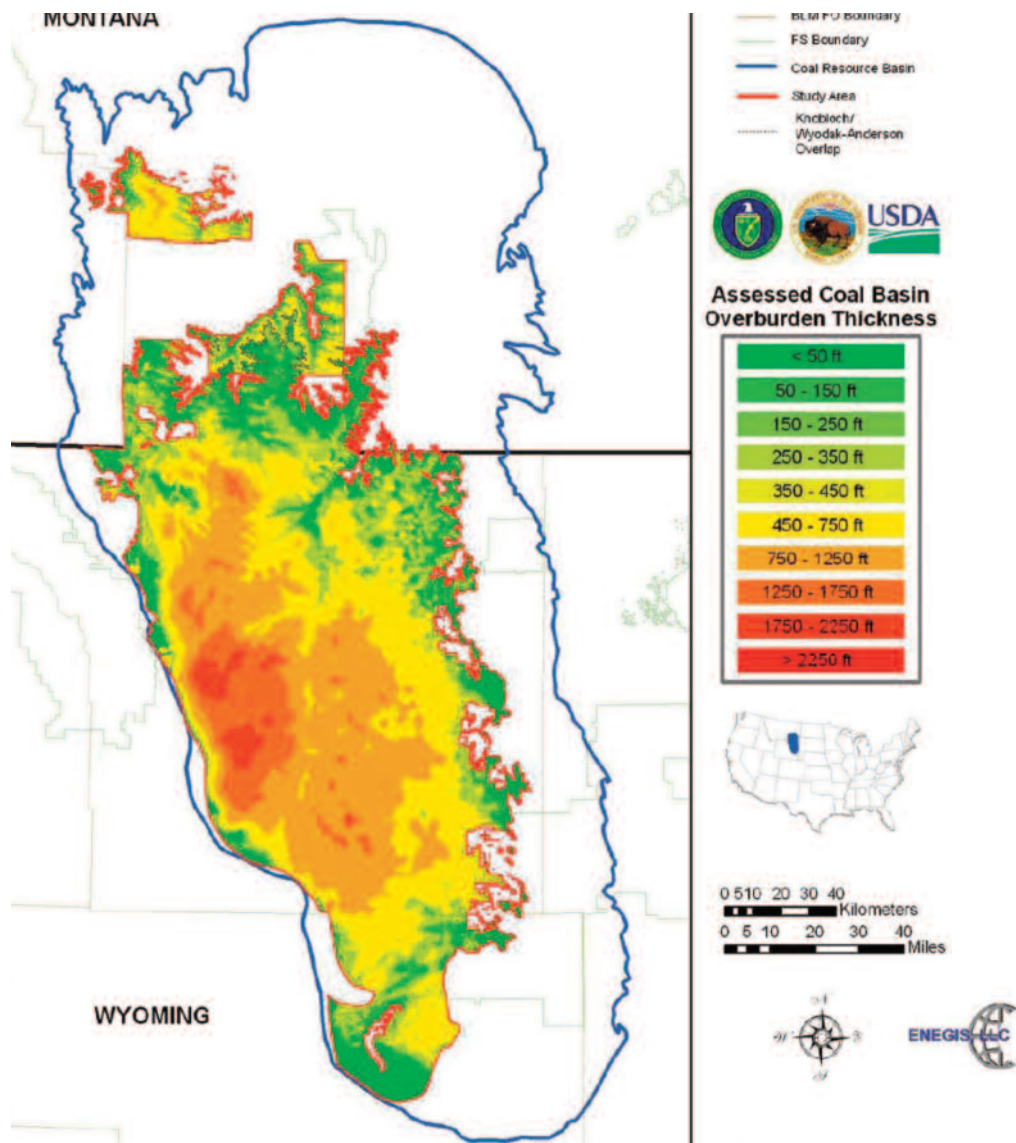 MONTANA
BLM FO Boundary
FS Boundary
Coal Resource Basin
Study Area
Knobloch/
Wyodak-Anderson
Overlap
USDA
Assessed Coal Basin
Overburden Thickness
< 50 ft
50 - 150 ft
150 - 250 ft
250 - 350 ft
350 - 450 ft
450 - 750 ft
750 - 1250 ft
1250 - 1750 ft
1750 - 2250 ft
> 2250 ft
0 5 10 20 30 40
Kilometers
0 5 10 20 30 40
Miles
WYOMING
N
W
E
S
ENEGIS, LLC